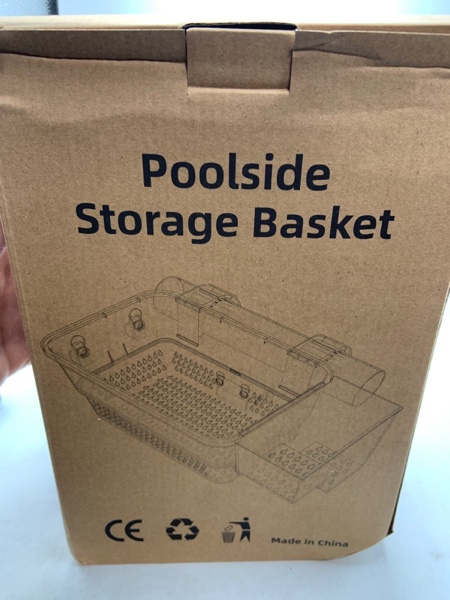 Poolside
Storage Basket
CE
Made in China